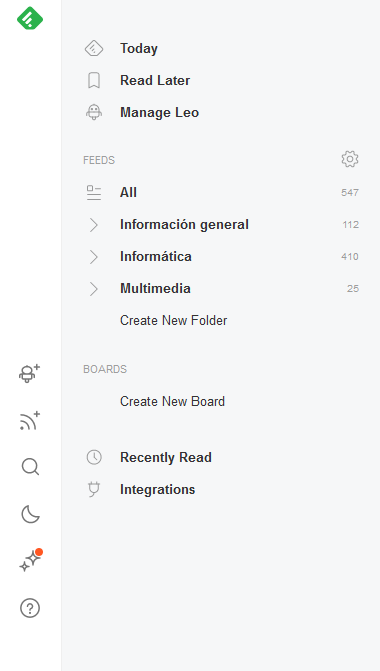 Today
Read Later
Manage Leo
FEEDS
All 547
Información general 112
Informática 410
Multimedia 25
Create New Folder
BOARDS
Create New Board
Recently Read
Integrations